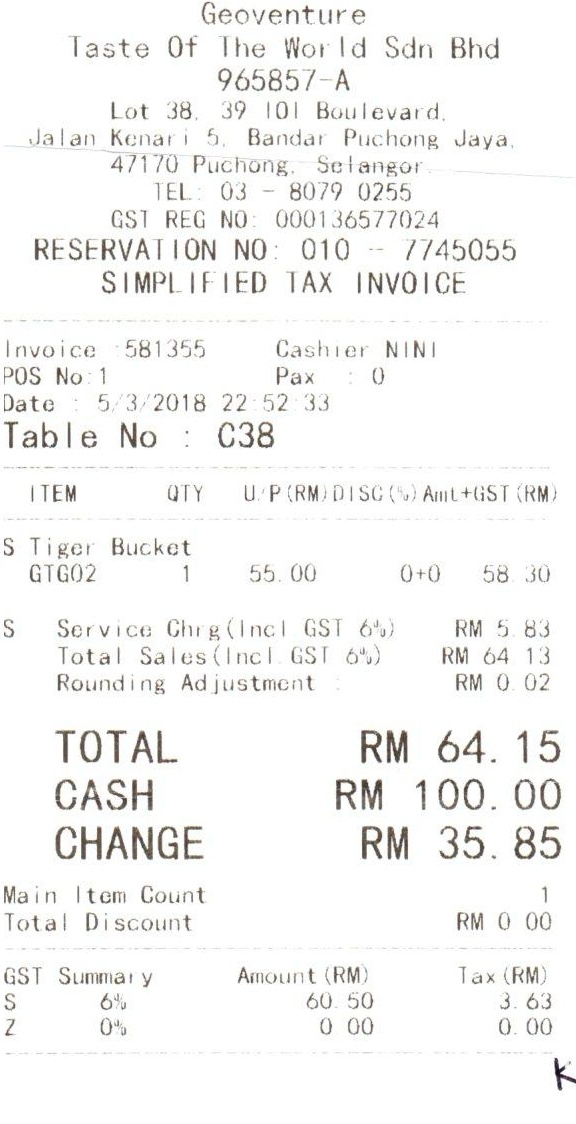 Geoventure
Taste Of The World Sdn Bhd
965857-A
Lot 38, 39 IOI Boulevard,
Jalan Kenari 5, Bandar Puchong Jaya,
47170 Puchong, Selangor
TEL: 03 - 8079 0255
GST REG NO: 000136577024
RESERVATION NO: 010 - 7745055
SIMPLIFIED TAX INVOICE
Invoice :581355 Cashier NINI
POS No:1 Pax : 0
Date : 5/3/2018 22:52:33
Table No : C38
ITEM QTY U/P(RM) DISC(%) Amt+GST(RM)
S Tiger Bucket
GTG02 1 55.00 0+0 58.30
S Service Chrg(Incl GST 6%) RM 5.83
Total Sales(Incl.GST 6%) RM 64.13
Rounding Adjustment : RM 0.02
TOTAL RM 64.15
CASH RM 100.00
CHANGE RM 35.85
Main Item Count 1
Total Discount RM 0.00
GST Summary Amount(RM) Tax(RM)
S 6% 60.50 3.63
Z 0% 0.00 0.00
K